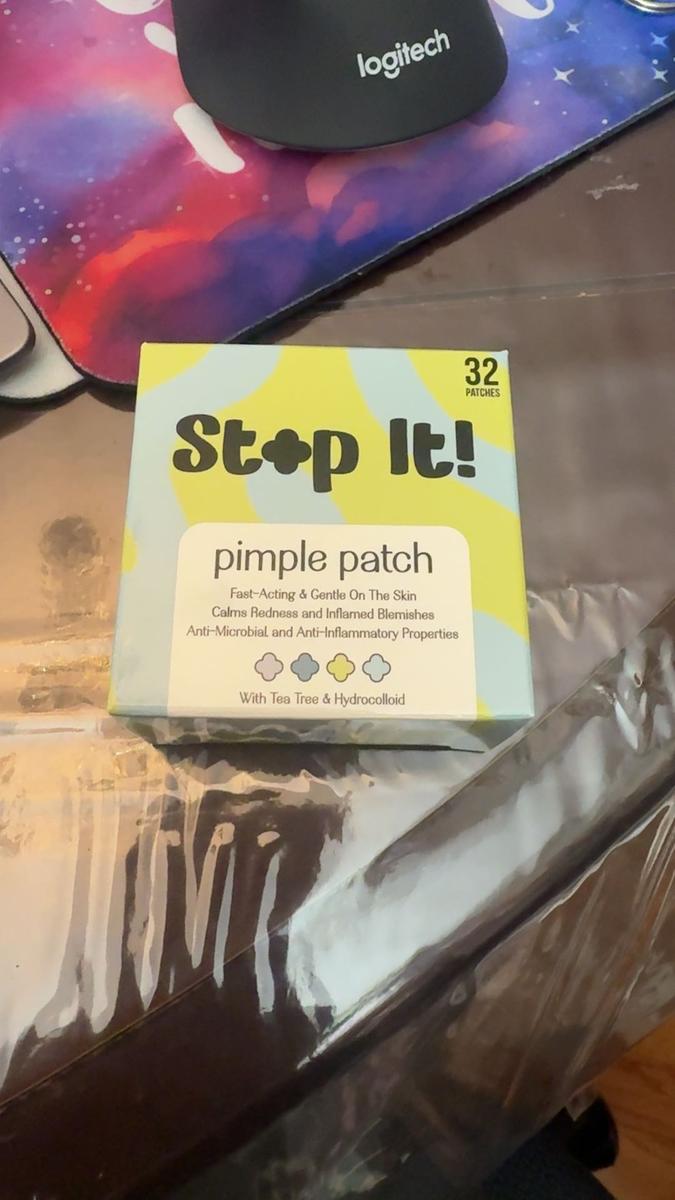 logitech
32
PATCHES
Stop It!
pimple patch
Fast-Acting & Gentle On The Skin
Calms Redness and Inflamed Blemishes
Anti-Microbial and Anti-Inflammatory Properties
With Tea Tree & Hydrocolloid